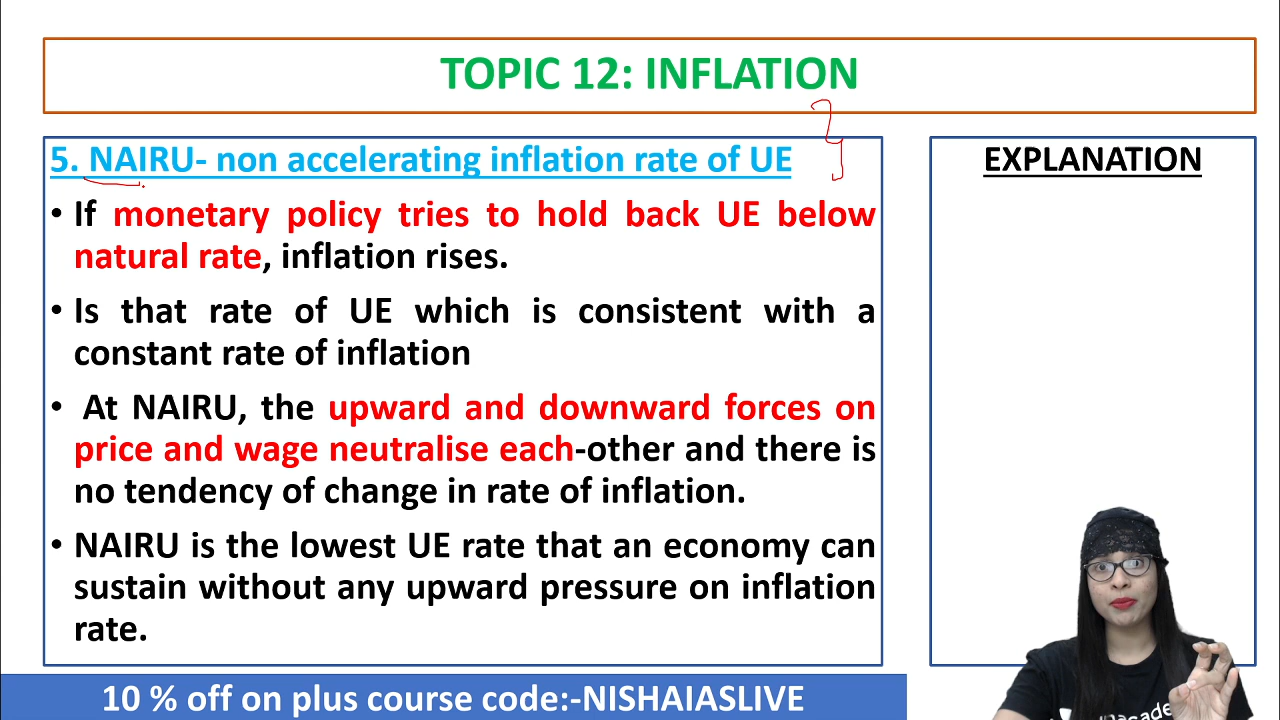 TOPIC 12: INFLATION
5. NAIRU- non accelerating inflation rate of UE
• If monetary policy tries to hold back UE below
natural rate, inflation rises.
• Is that rate of UE which is consistent with a
constant rate of inflation
• At NAIRU, the upward and downward forces on
price and wage neutralise each-other and there is
no tendency of change in rate of inflation.
• NAIRU is the lowest UE rate that an economy can
sustain without any upward pressure on inflation
rate.
EXPLANATION
10 % off on plus course code:-NISHAIASLIVE